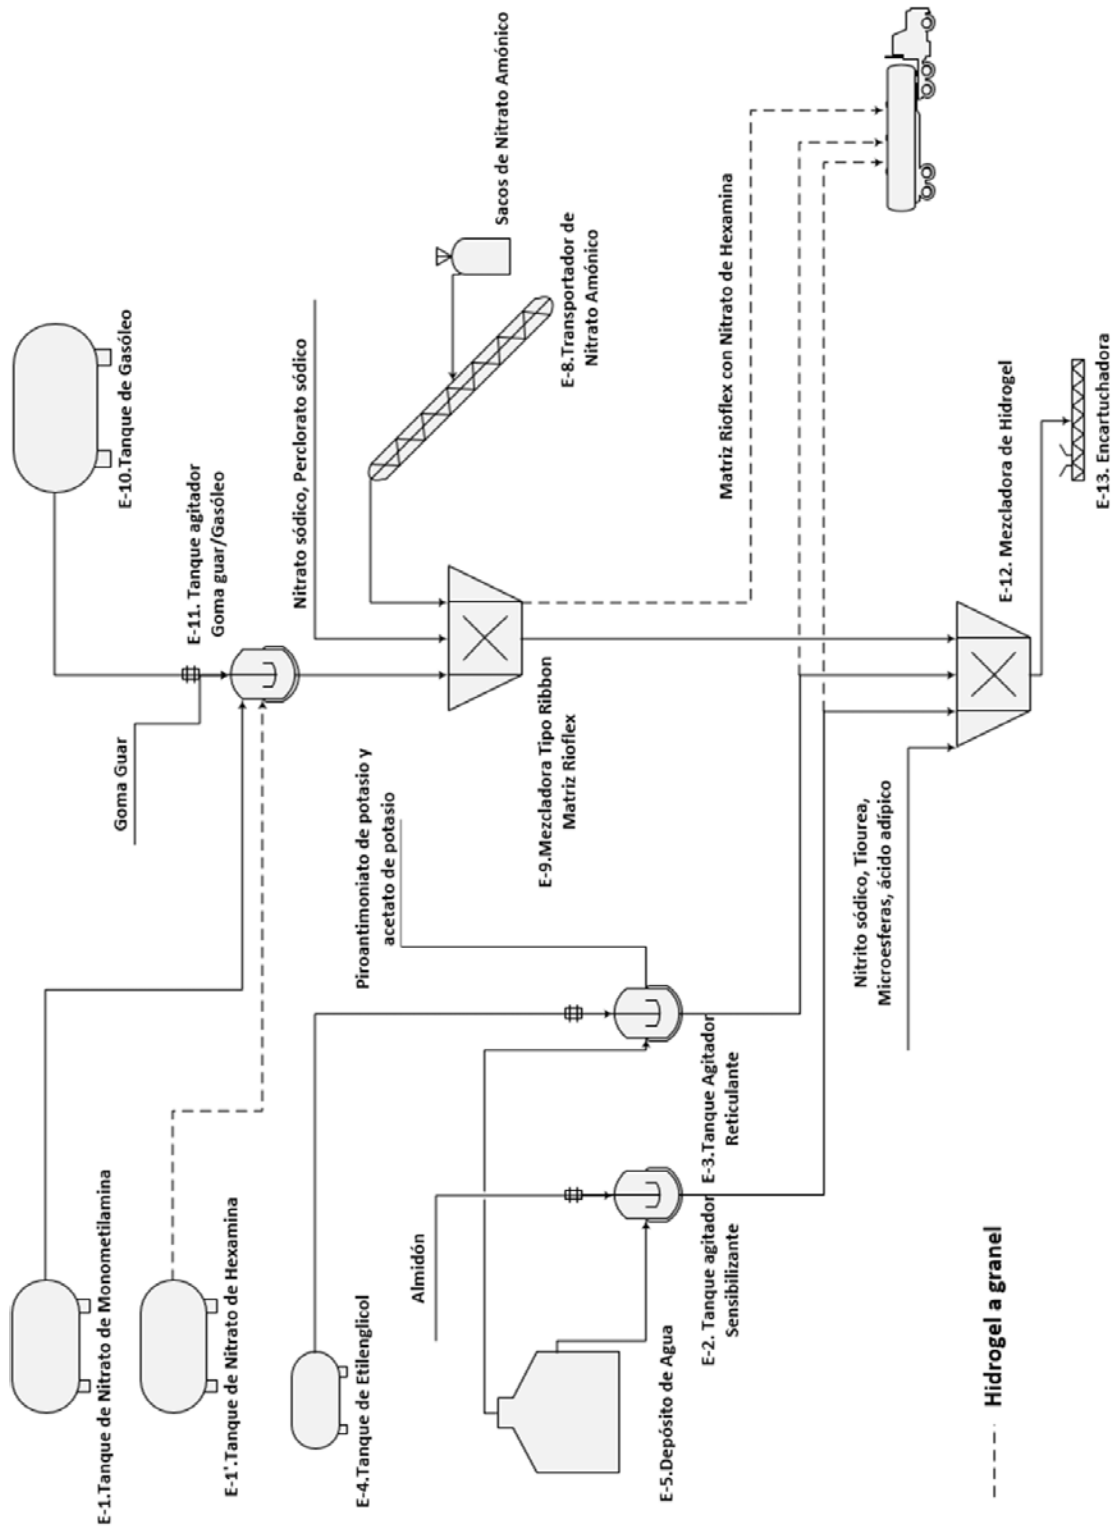 E-1.Tanque de Nitrato de Monometilamina
E-1'.Tanque de Nitrato de Hexamina
E-4.Tanque de Etilenglicol
E-5.Depósito de Agua
Almidón
E-2. Tanque agitador
Sensibilizante
E-3.Tanque Agitador
Reticulante
Piroantimoniato de potasio y
acetato de potasio
Goma Guar
E-10.Tanque de Gasóleo
E-11. Tanque agitador
Goma guar/Gasóleo
Nitrato sódico, Perclorato sódico
E-9.Mezcladora Tipo Ribbon
Matriz Rioflex
Sacos de Nitrato Amónico
E-8.Transportador de
Nitrato Amónico
Matriz Rioflex con Nitrato de Hexamina
Nitrito sódico, Tiourea,
Microesferas, ácido adípico
E-12. Mezcladora de Hidrogel
E-13. Encartuchadora
Hidrogel a granel